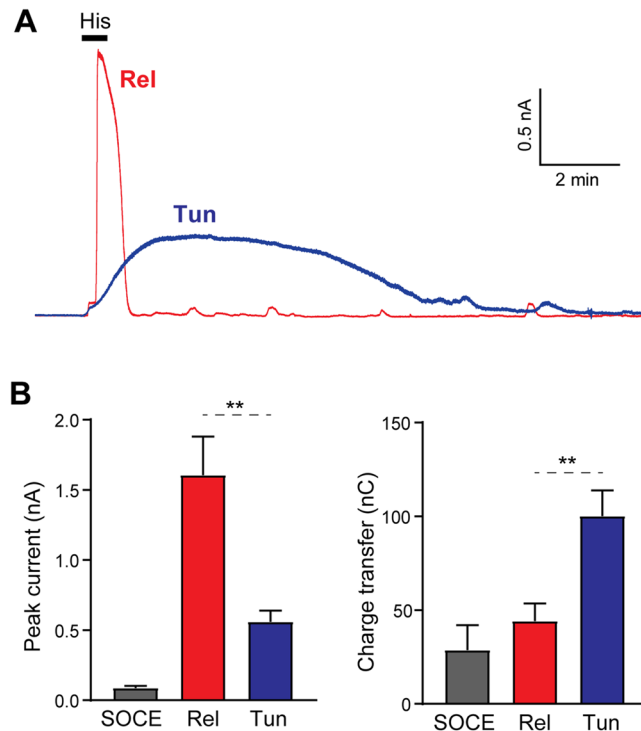 A
His
Rel
Tun
0.5 nA
2 min
B
Peak current (nA)
2.0
1.5
1.0
0.5
0.0
**
SOCE Rel Tun
Charge transfer (nC)
150
100
50
0
**
SOCE Rel Tun